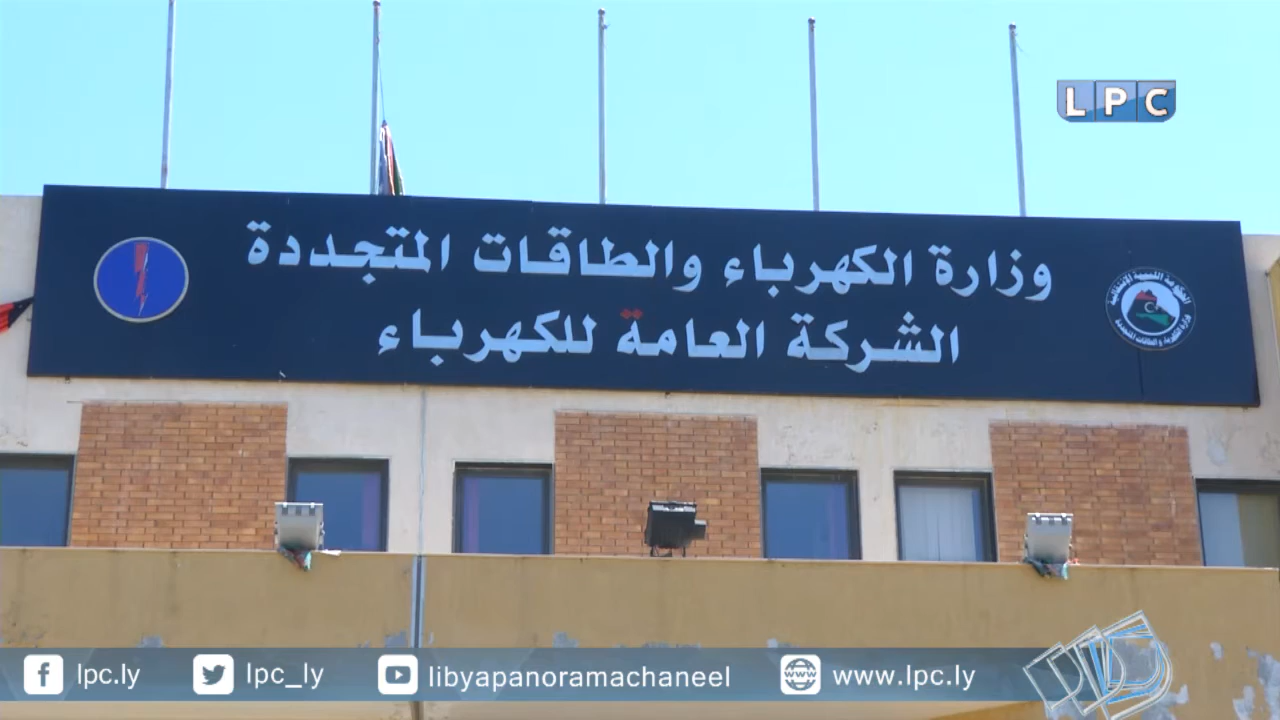 LPC
وزارة الكهرباء والطاقات المتجددة
الشركة العامة للكهرباء
lpc.ly
lpc_ly
libyapanoramachaneel
www.lpc.ly